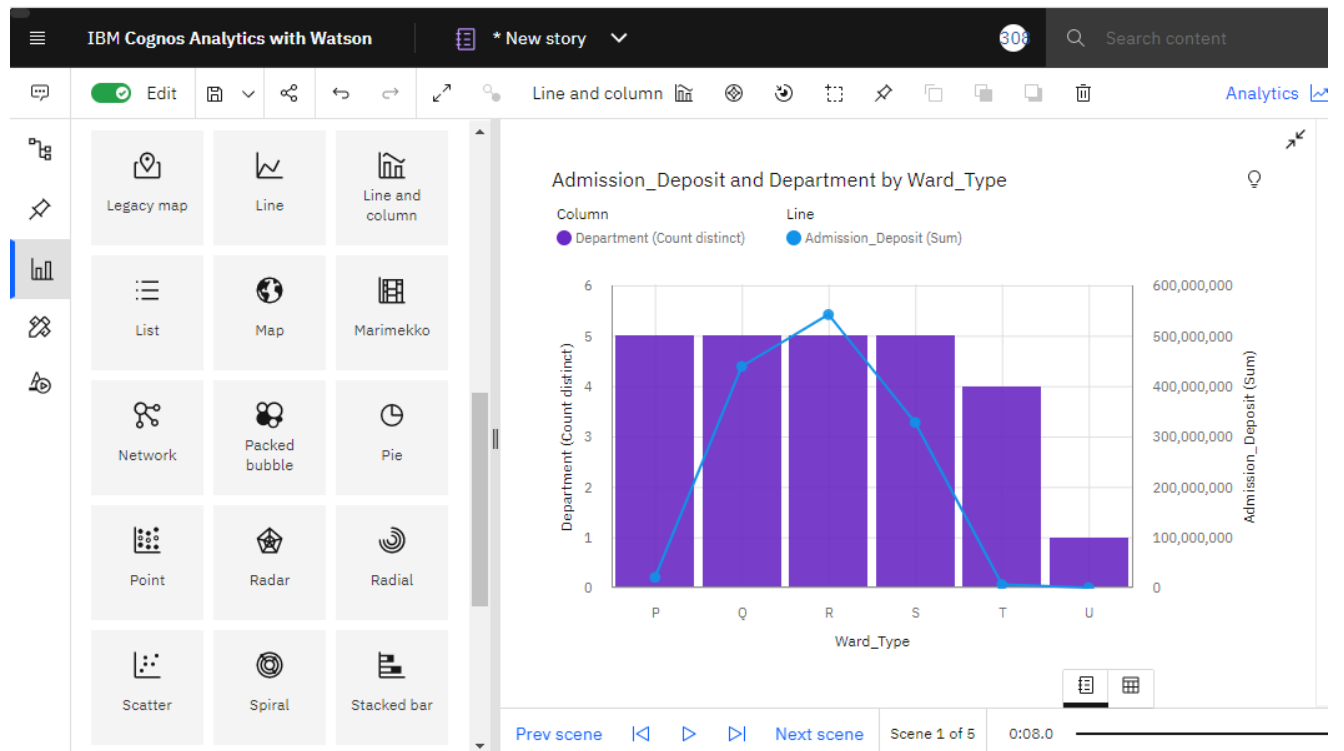 IBM Cognos Analytics with Watson
* New story
308
Search content
Edit
Line and column
Analytics
Legacy map
Line
Line and
column
List
Map
Marimekko
Network
Packed
bubble
Pie
Point
Radar
Radial
Scatter
Spiral
Stacked bar
Admission_Deposit and Department by Ward_Type
Column
Line
Department (Count distinct)
Admission_Deposit (Sum)
Department (Count distinct)
6
5
4
3
2
1
0
600,000,000
500,000,000
400,000,000
300,000,000
200,000,000
100,000,000
0
Admission_Deposit (Sum)
P
Q
R
S
T
U
Ward_Type
Prev scene
Next scene
Scene 1 of 5
0:08.0